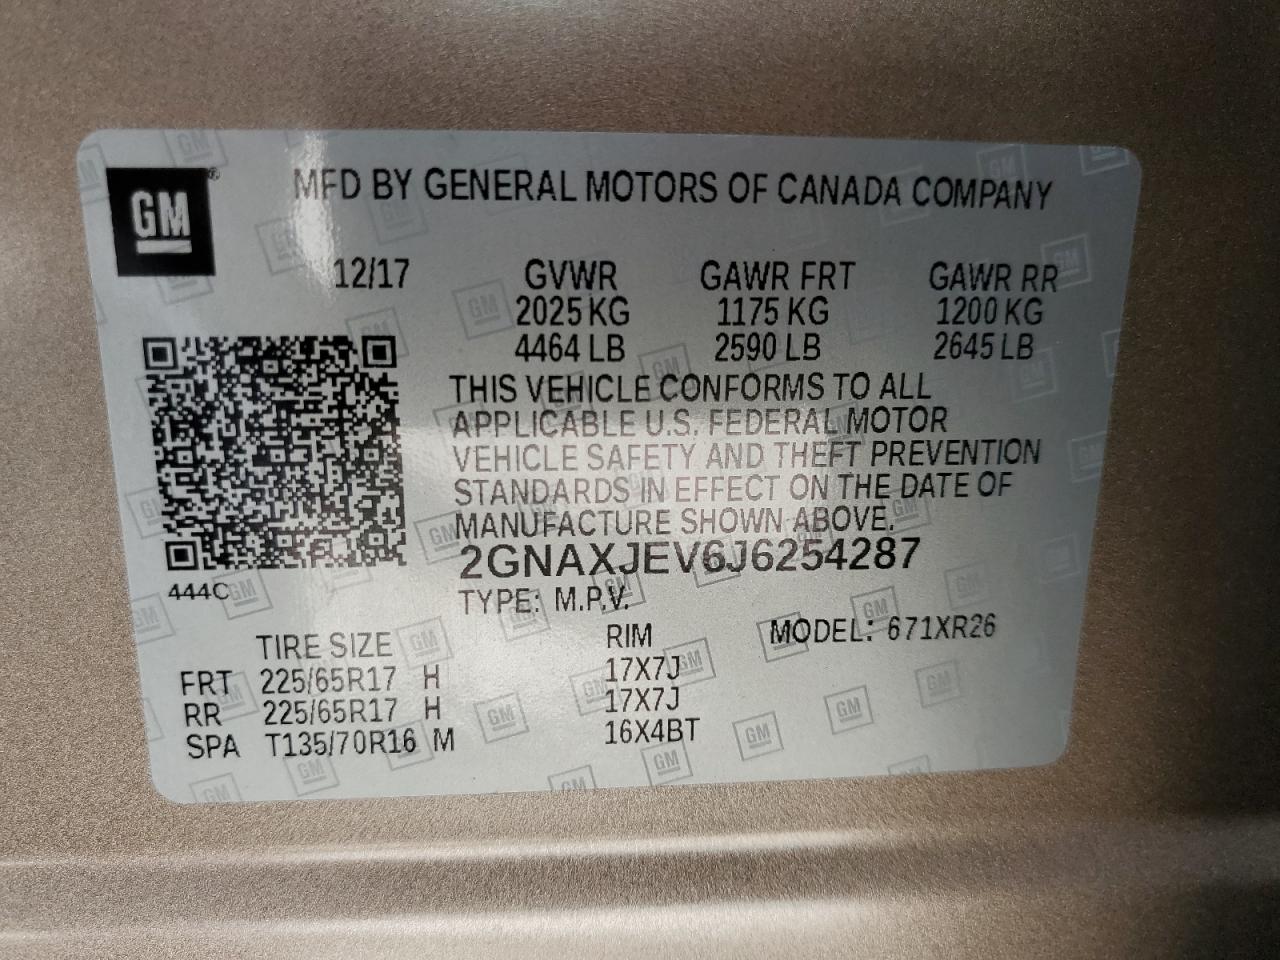 GM®
MFD BY GENERAL MOTORS OF CANADA COMPANY
12/17 GVWR GAWR FRT GAWR RR
2025 KG 1175 KG 1200 KG
4464 LB 2590 LB 2645 LB
THIS VEHICLE CONFORMS TO ALL
APPLICABLE U.S. FEDERAL MOTOR
VEHICLE SAFETY AND THEFT PREVENTION
STANDARDS IN EFFECT ON THE DATE OF
MANUFACTURE SHOWN ABOVE.
2GNAXJEV6J6254287
444C
TYPE: M.P.V.
TIRE SIZE RIM MODEL: 671XR26
FRT 225/65R17 H 17X7J
RR 225/65R17 H 17X7J
SPA T135/70R16 M 16X4BT